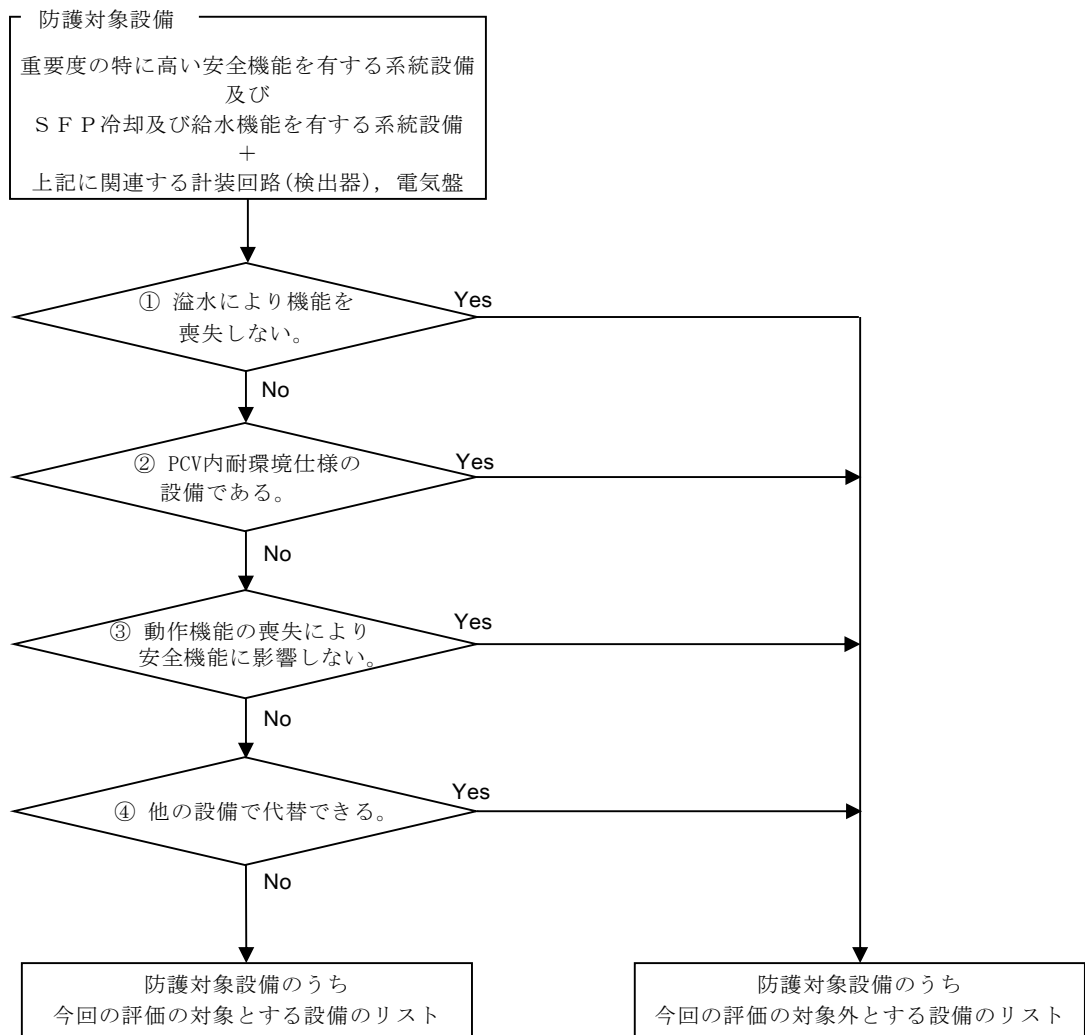 防護対象設備
重要度の特に高い安全機能を有する系統設備
及び
ＳＦＰ冷却及び給水機能を有する系統設備
＋
上記に関連する計装回路(検出器)，電気盤
① 溢水により機能を
喪失しない。
Yes
No
② PCV内耐環境仕様の
設備である。
Yes
No
③ 動作機能の喪失により
安全機能に影響しない。
Yes
No
④ 他の設備で代替できる。
Yes
No
防護対象設備のうち
今回の評価の対象とする設備のリスト
防護対象設備のうち
今回の評価の対象外とする設備のリスト